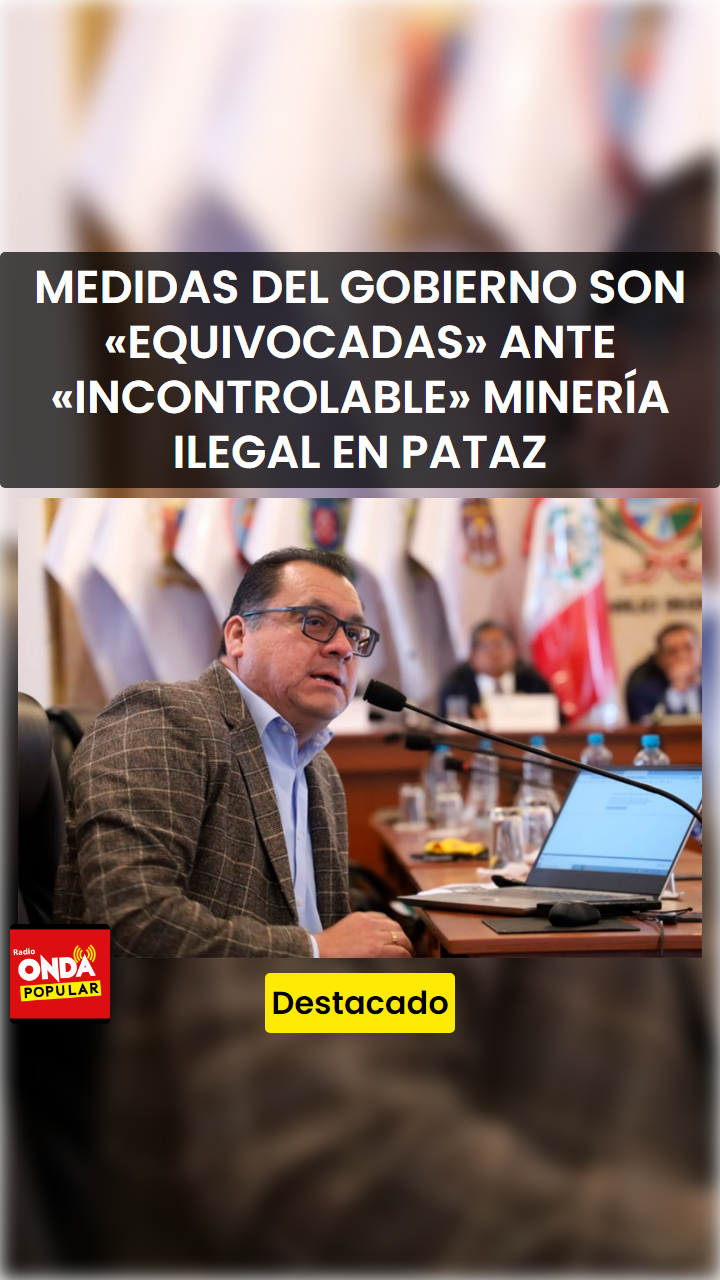 MEDIDAS DEL GOBIERNO SON
«EQUIVOCADAS» ANTE
«INCONTROLABLE» MINERÍA
ILEGAL EN PATAZ
Radio
ONDA
POPULAR
Destacado